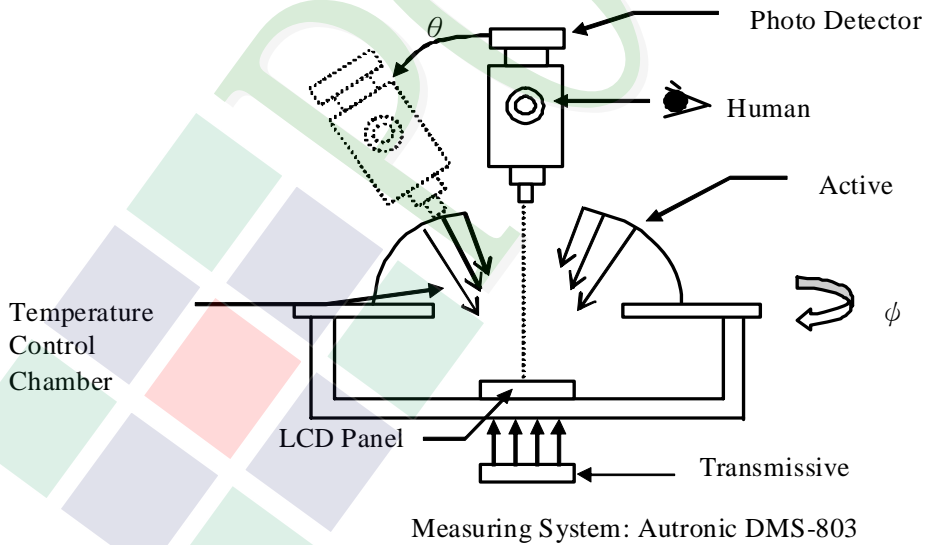 Photo Detector
θ
Human
Active
Temperature
Control
Chamber
ϕ
LCD Panel
Transmissive
Measuring System: Autronic DMS-803